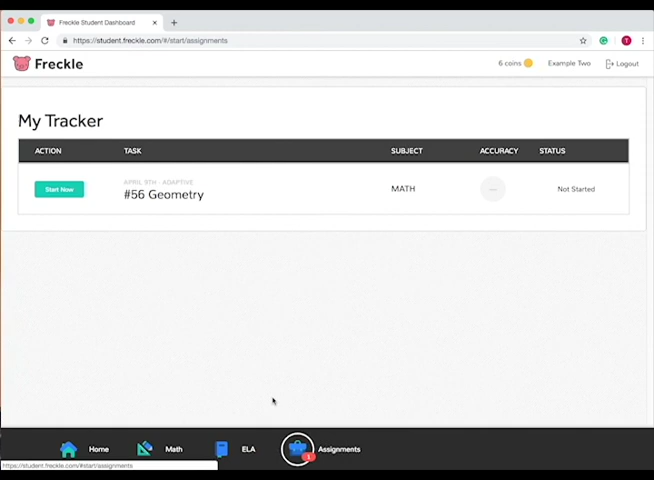 Freckle Student Dashboard
https://student.freckle.com/#/start/assignments
T
Freckle
6 coins
Example Two
Logout
My Tracker
ACTION TASK SUBJECT ACCURACY STATUS
APRIL 9TH - ADAPTIVE
Start Now #56 Geometry MATH Not Started
Home Math ELA 1 Assignments
https://student.freckle.com/#start/assignments